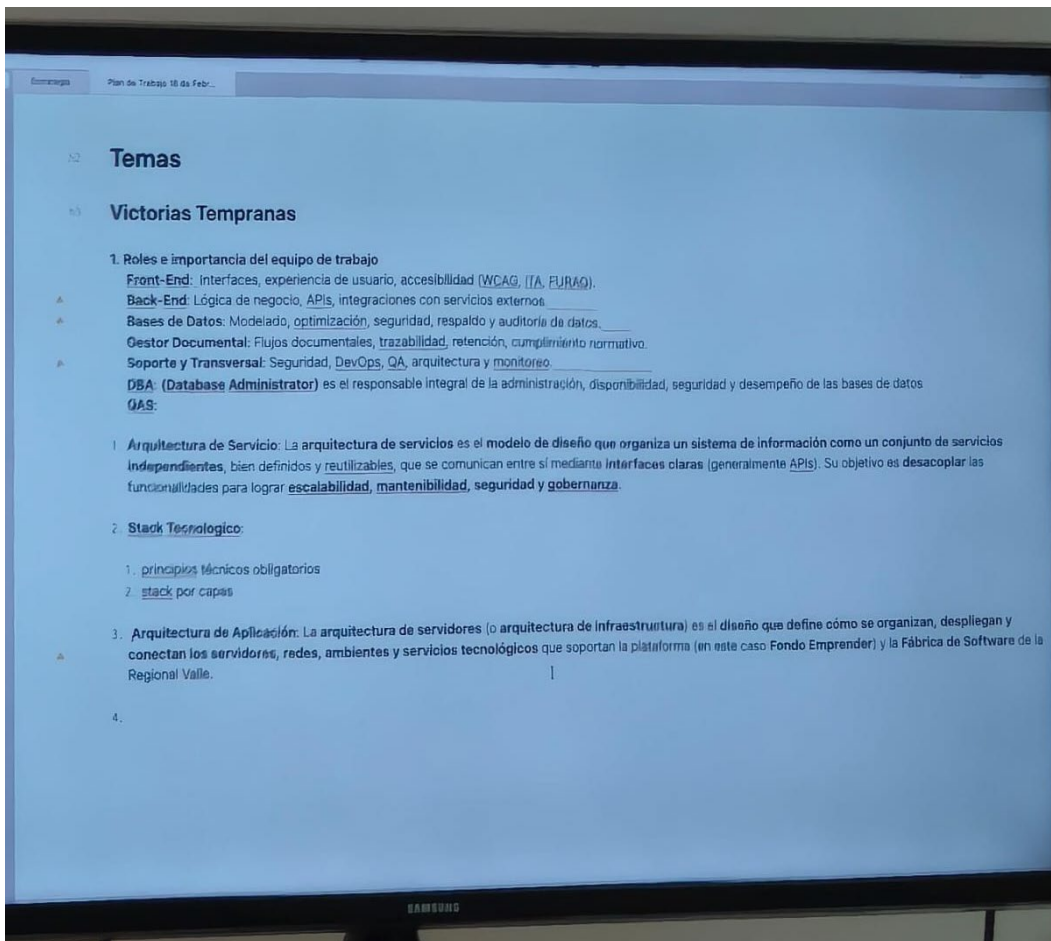 Plan de Trabajo 18 de Febr...
Temas
Victorias Tempranas
1. Roles e importancia del equipo de trabajo
Front-End: Interfaces, experiencia de usuario, accesibilidad (WCAG, ITA, FURAG).
Back-End: Lógica de negocio, APIs, integraciones con servicios externos.
Bases de Datos: Modelado, optimización, seguridad, respaldo y auditoría de datos.
Gestor Documental: Flujos documentales, trazabilidad, retención, cumplimiento normativo.
Soporte y Transversal: Seguridad, DevOps, QA, arquitectura y monitoreo.
DBA: (Database Administrator) es el responsable integral de la administración, disponibilidad, seguridad y desempeño de las bases de datos
OAS:
1. Arquitectura de Servicio: La arquitectura de servicios es el modelo de diseño que organiza un sistema de información como un conjunto de servicios
independientes, bien definidos y reutilizables, que se comunican entre sí mediante interfaces claras (generalmente APIs). Su objetivo es desacoplar las
funcionalidades para lograr escalabilidad, mantenibilidad, seguridad y gobernanza.
2. Stack Tecnologico:
1. principios técnicos obligatorios
2. stack por capas
3. Arquitectura de Aplicación: La arquitectura de servidores (o arquitectura de infraestructura) es el diseño que define cómo se organizan, despliegan y
conectan los servidores, redes, ambientes y servicios tecnológicos que soportan la plataforma (en este caso Fondo Emprender) y la Fábrica de Software de la
Regional Valle.
4.
SAMSUNG